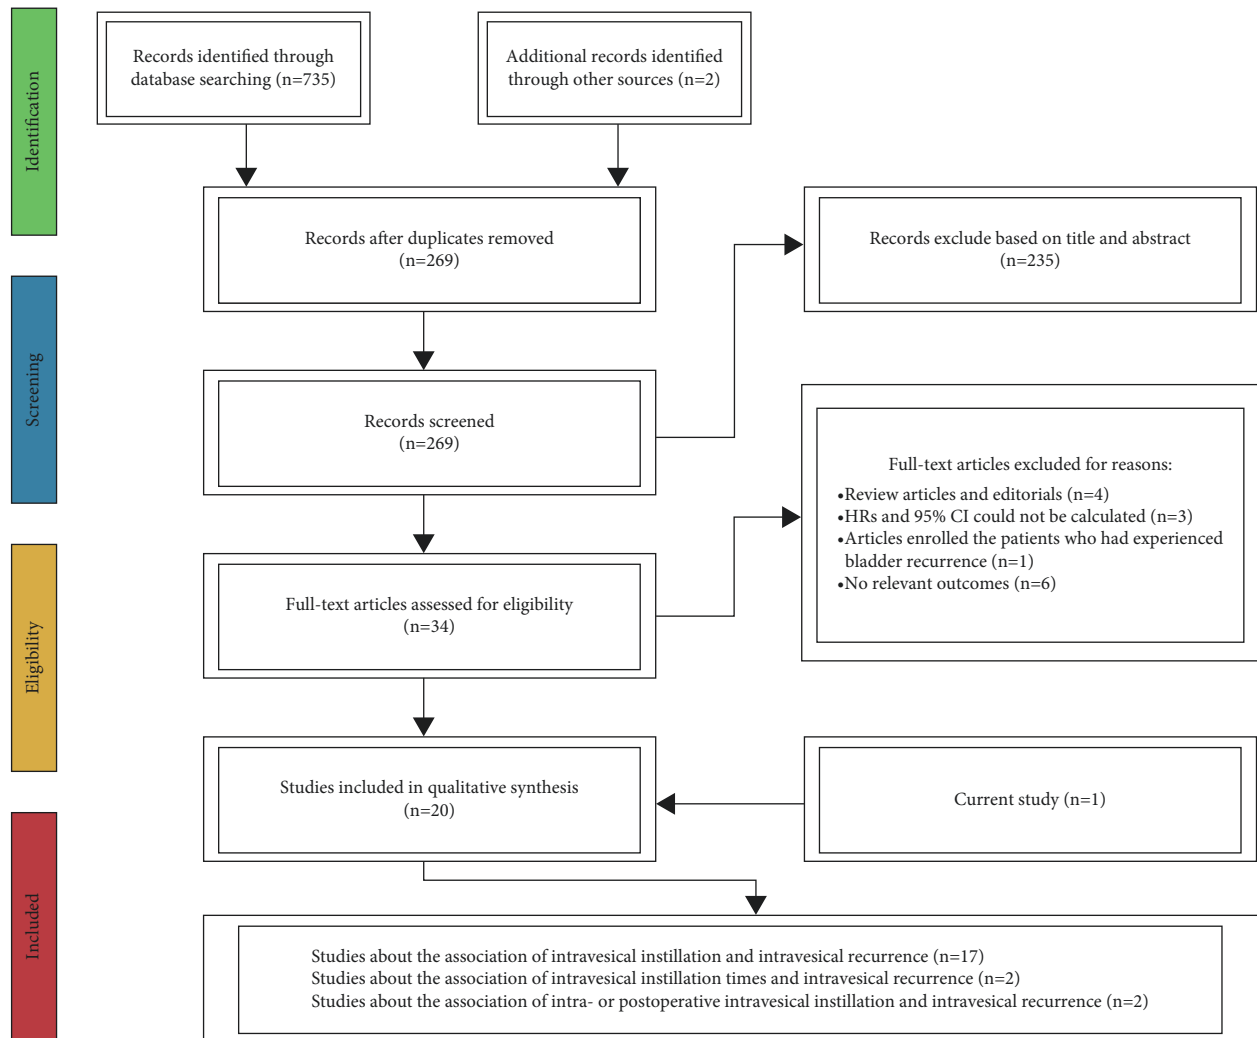 Identification
Records identified through
database searching (n=735)
Additional records identified
through other sources (n=2)
Records after duplicates removed
(n=269)
Records exclude based on title and abstract
(n=235)
Screening
Records screened
(n=269)
Full-text articles excluded for reasons:
•Review articles and editorials (n=4)
•HRs and 95% CI could not be calculated (n=3)
•Articles enrolled the patients who had experienced
bladder recurrence (n=1)
•No relevant outcomes (n=6)
Eligibility
Full-text articles assessed for eligibility
(n=34)
Studies included in qualitative synthesis
(n=20)
Current study (n=1)
Included
Studies about the association of intravesical instillation and intravesical recurrence (n=17)
Studies about the association of intravesical instillation times and intravesical recurrence (n=2)
Studies about the association of intra- or postoperative intravesical instillation and intravesical recurrence (n=2)